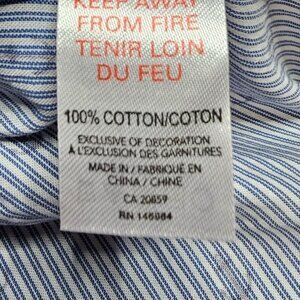 KEEP AWAY
FROM FIRE
TENIR LOIN
DU FEU
100% COTTON/COTON
EXCLUSIVE OF DECORATION
À L'EXCLUSION DES GARNITURES
MADE IN / FABRIQUÉ EN
CHINA / CHINE
CA 20859
RN 146984